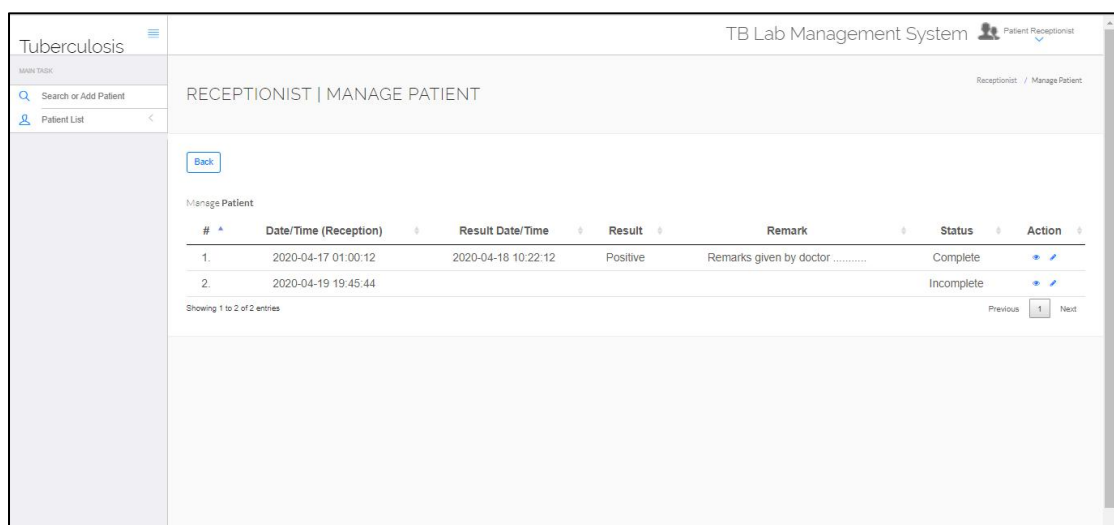 Tuberculosis
TB Lab Management System
Patient Receptionist
MAIN TASK
Search or Add Patient
Patient List
RECEPTIONIST | MANAGE PATIENT
Receptionist / Manage Patient
Back
Manage Patient
# Date/Time (Reception) Result Date/Time Result Remark Status Action
1. 2020-04-17 01:00:12 2020-04-18 10:22:12 Positive Remarks given by doctor ........... Complete
2. 2020-04-19 19:45:44 Incomplete
Showing 1 to 2 of 2 entries
Previous 1 Next